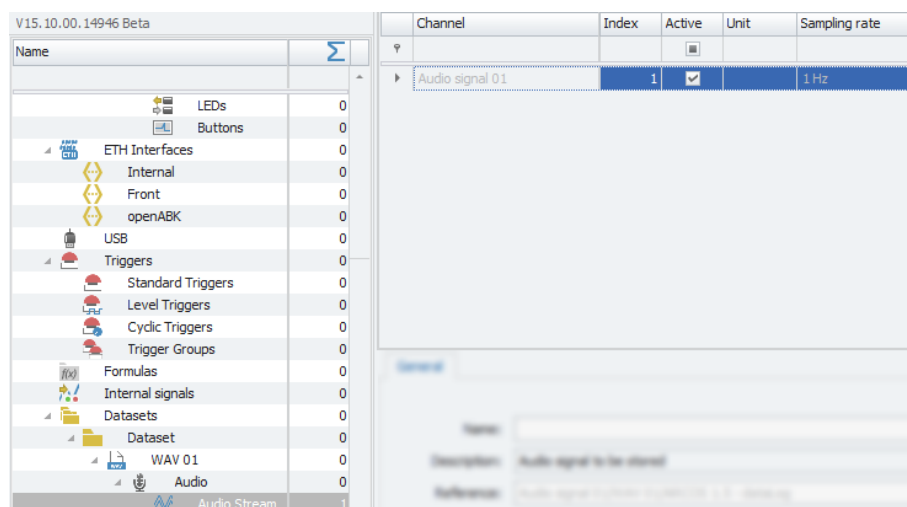 V15.10.00.14946 Beta
Name Σ
LEDs 0
Buttons 0
ETH Interfaces 0
Internal 0
Front 0
openABK 0
USB 0
Triggers 0
Standard Triggers 0
Level Triggers 0
Cyclic Triggers 0
Trigger Groups 0
f(x) Formulas 0
Internal signals 0
Datasets 0
Dataset 0
WAV 01 0
Audio 0
Audio Stream 1
Channel Index Active Unit Sampling rate
Audio signal 01 1 1 Hz
General
Name:
Description: Audio signal to be stored
Reference: